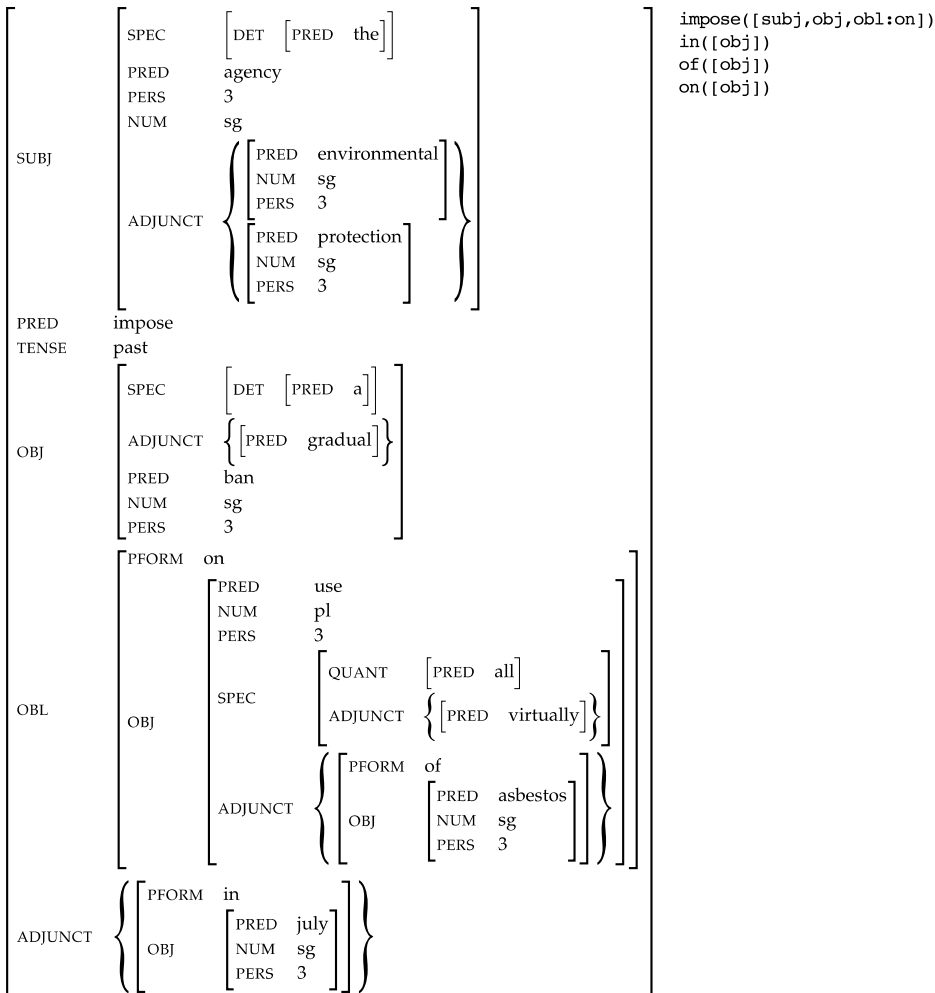 SPEC DET PRED the
PRED agency
PERS 3
NUM sg
SUBJ
PRED environmental
NUM sg
PERS 3
ADJUNCT
PRED protection
NUM sg
PERS 3
PRED impose
TENSE past
SPEC DET PRED a
ADJUNCT PRED gradual
OBJ
PRED ban
NUM sg
PERS 3
PFORM on
PRED use
NUM pl
PERS 3
QUANT PRED all
SPEC
ADJUNCT PRED virtually
OBL
OBJ
PFORM of
PRED asbestos
ADJUNCT
OBJ NUM sg
PERS 3
PFORM in
PRED july
ADJUNCT
OBJ NUM sg
PERS 3
impose([subj,obj,obl:on])
in([obj])
of([obj])
on([obj])